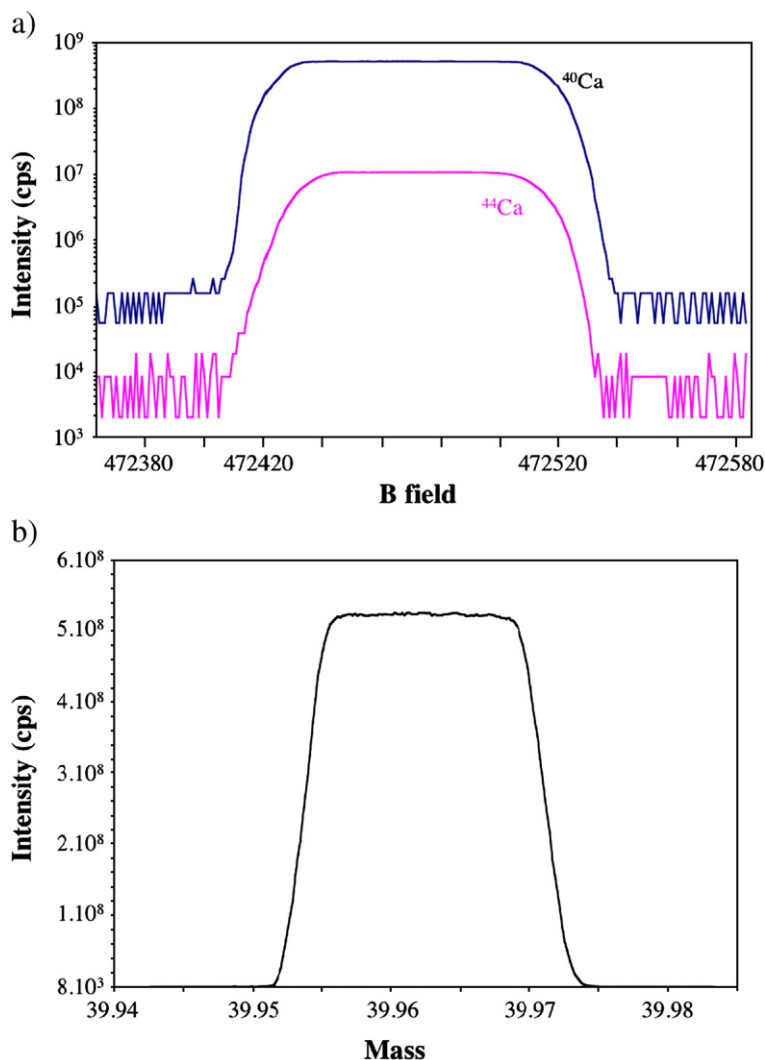 a)
10⁹
10⁸
10⁷
10⁶
10⁵
10⁴
10³
Intensity (cps)
⁴⁰Ca
⁴⁴Ca
472380 472420 472520 472580
B field
b)
6.10⁸
5.10⁸
4.10⁸
3.10⁸
2.10⁸
1.10⁸
8.10³
Intensity (cps)
39.94 39.95 39.96 39.97 39.98
Mass